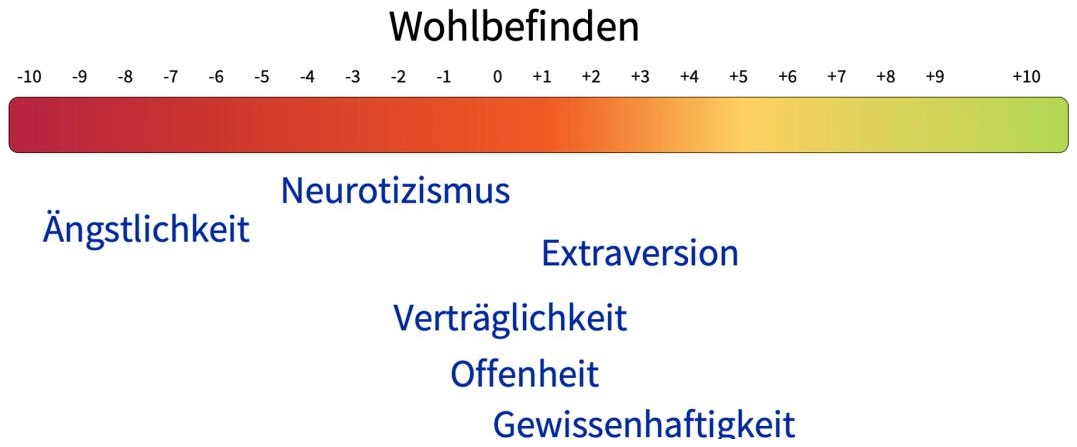 Wohlbefinden
-10 -9 -8 -7 -6 -5 -4 -3 -2 -1 0 +1 +2 +3 +4 +5 +6 +7 +8 +9 +10
Neurotizismus
Ängstlichkeit
Extraversion
Verträglichkeit
Offenheit
Gewissenhaftigkeit